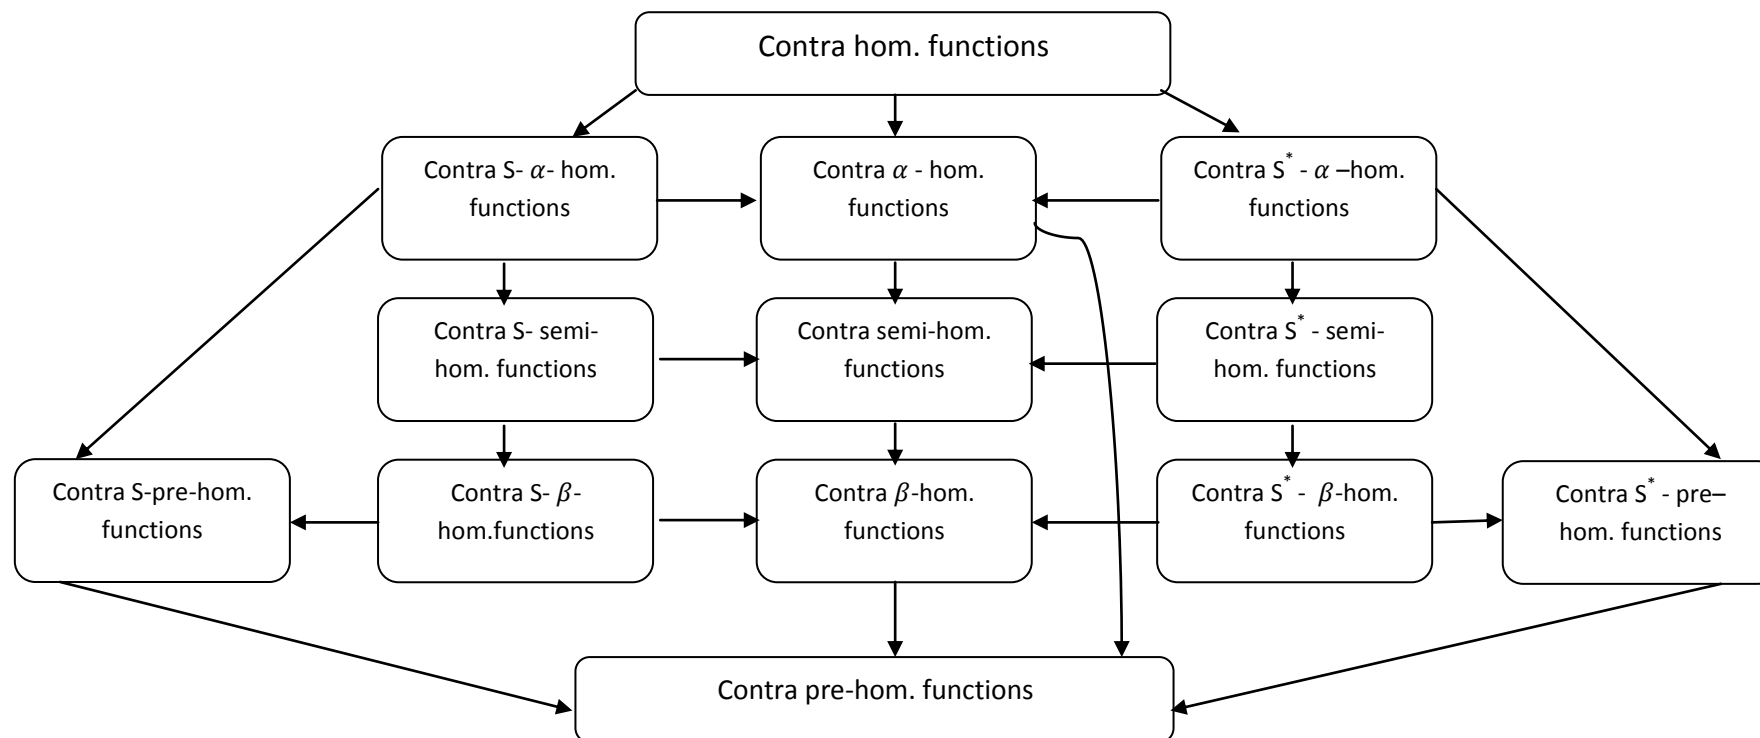 Contra hom. functions
Contra S- α- hom.
functions
Contra α - hom.
functions
Contra S* - α –hom.
functions
Contra S- semi-
hom. functions
Contra semi-hom.
functions
Contra S* - semi-
hom. functions
Contra S-pre-hom.
functions
Contra S- β-
hom.functions
Contra β-hom.
functions
Contra S* - β-hom.
functions
Contra S* - pre–
hom. functions
Contra pre-hom. functions